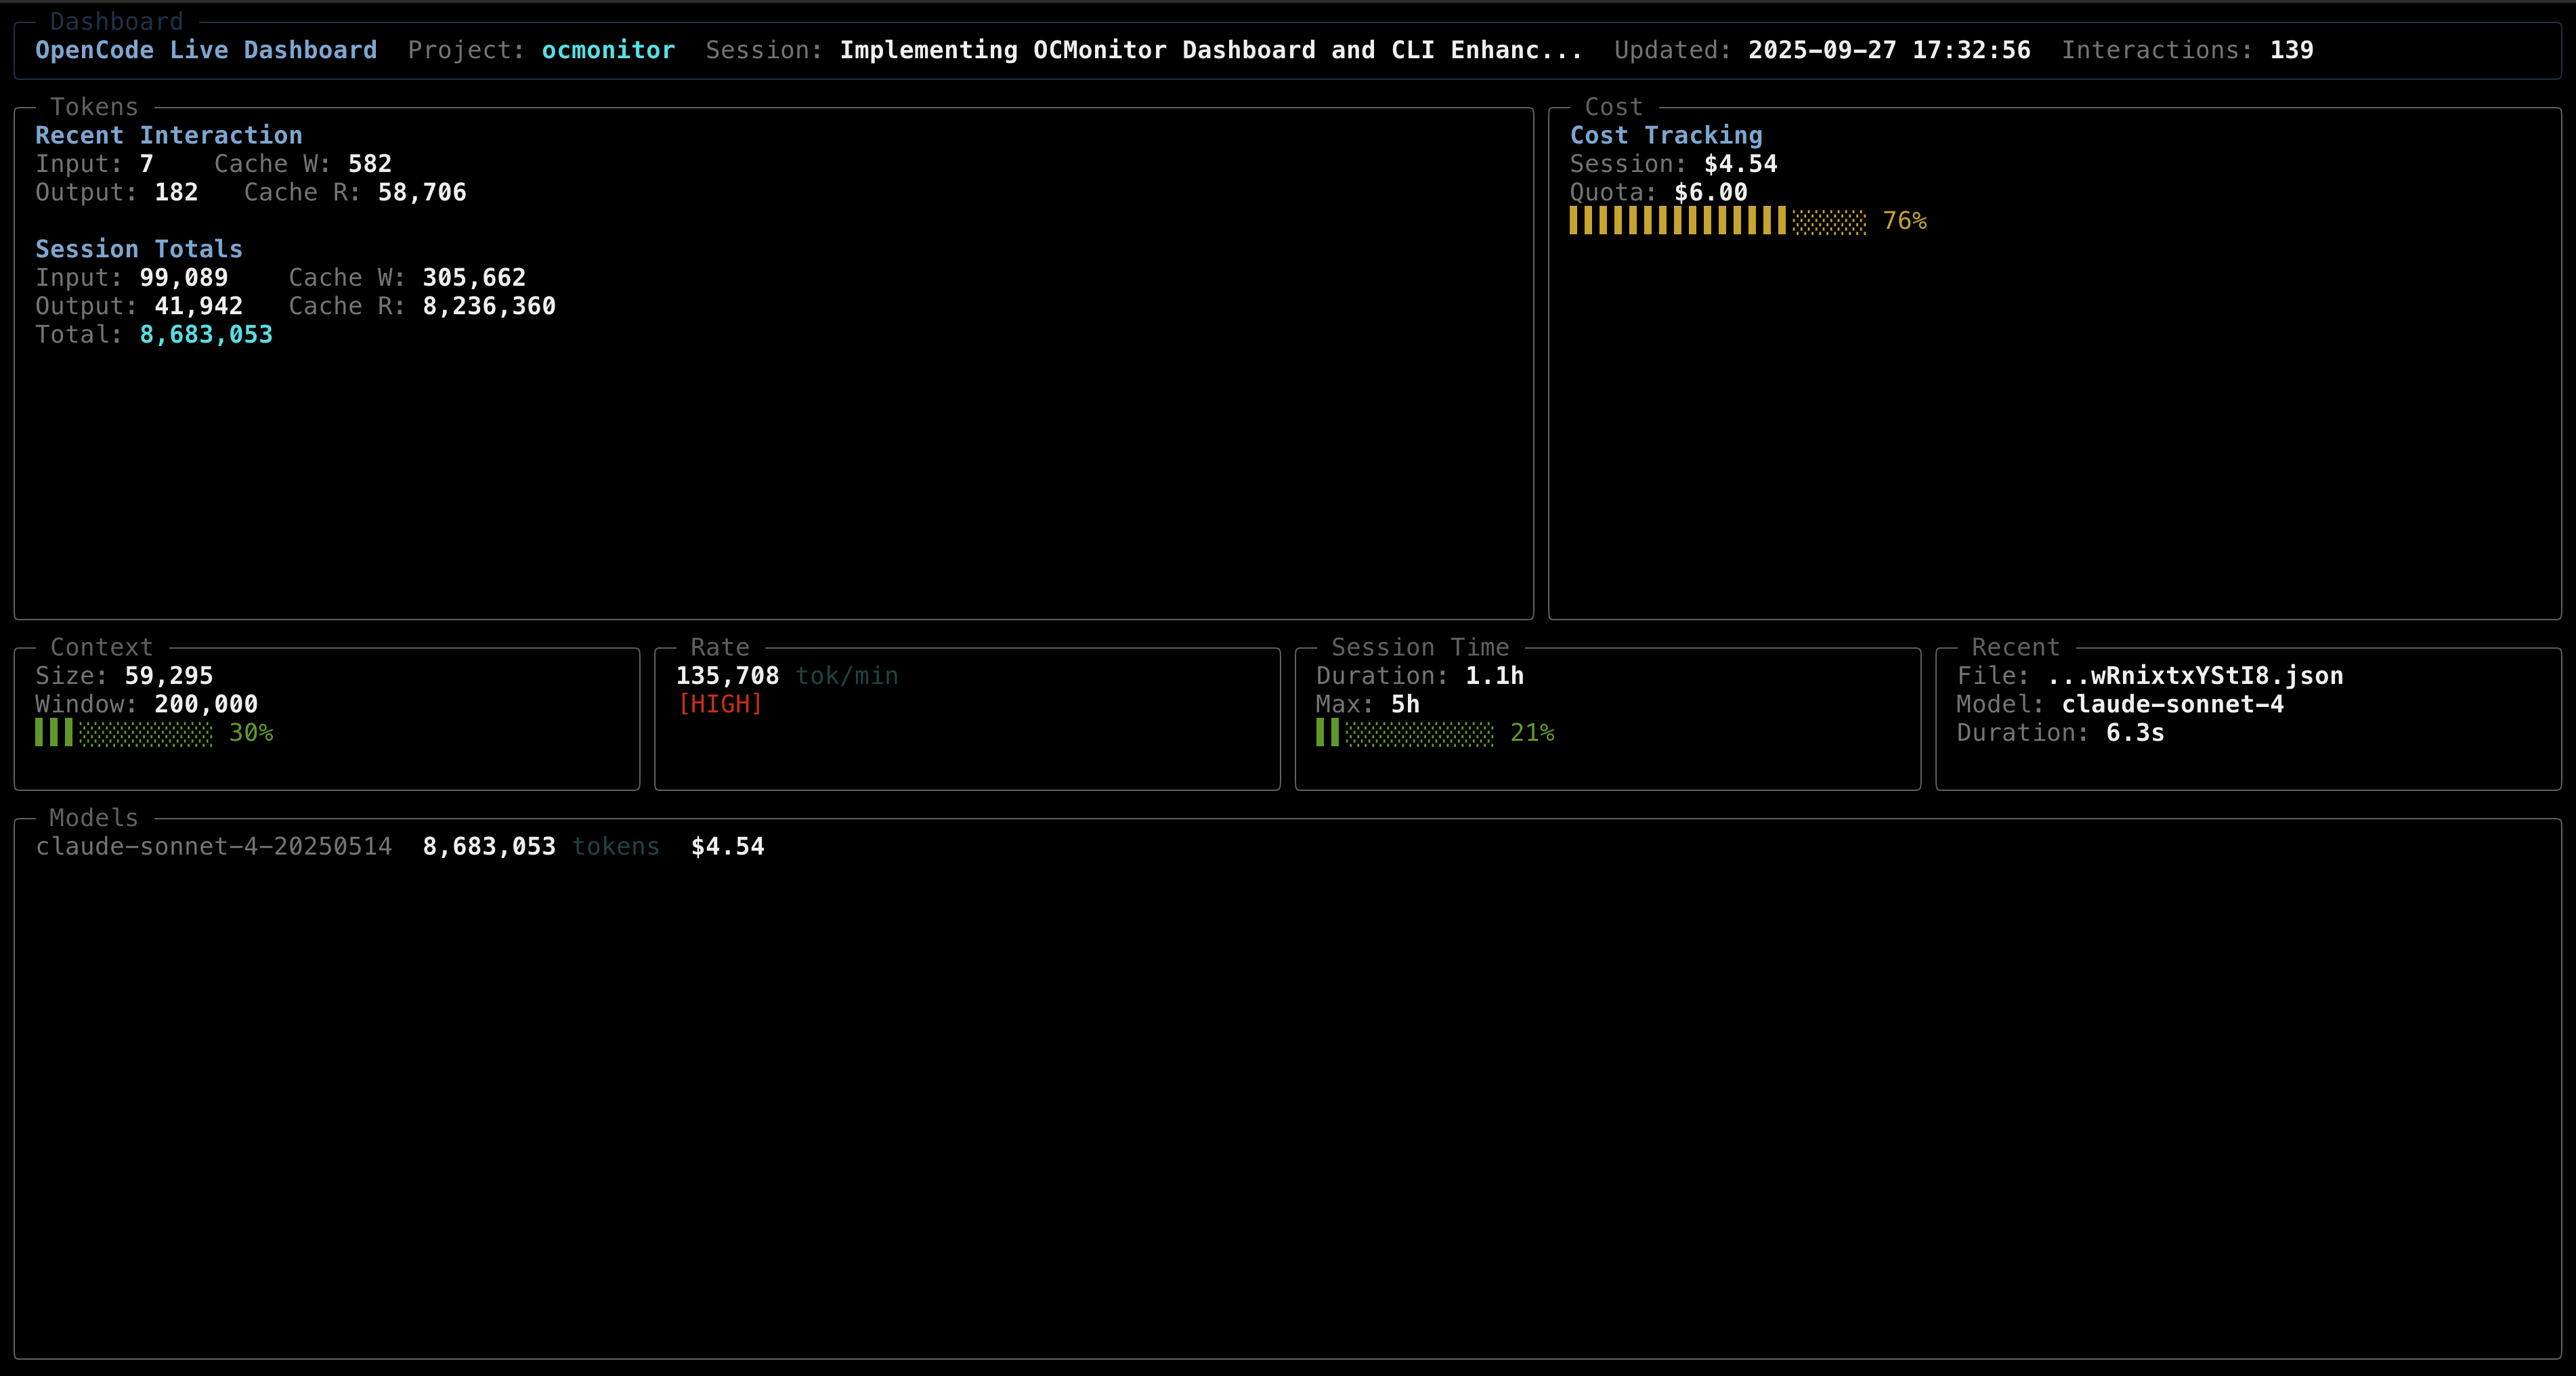 Dashboard
OpenCode Live Dashboard  Project: ocmonitor  Session: Implementing OCMonitor Dashboard and CLI Enhanc...  Updated: 2025-09-27 17:32:56  Interactions: 139
Tokens
Recent Interaction
Input: 7    Cache W: 582
Output: 182   Cache R: 58,706
Session Totals
Input: 99,089    Cache W: 305,662
Output: 41,942   Cache R: 8,236,360
Total: 8,683,053
Cost
Cost Tracking
Session: $4.54
Quota: $6.00
76%
Context
Size: 59,295
Window: 200,000
30%
Rate
135,708 tok/min
[HIGH]
Session Time
Duration: 1.1h
Max: 5h
21%
Recent
File: ...wRnixtxYStI8.json
Model: claude-sonnet-4
Duration: 6.3s
Models
claude-sonnet-4-20250514  8,683,053 tokens  $4.54